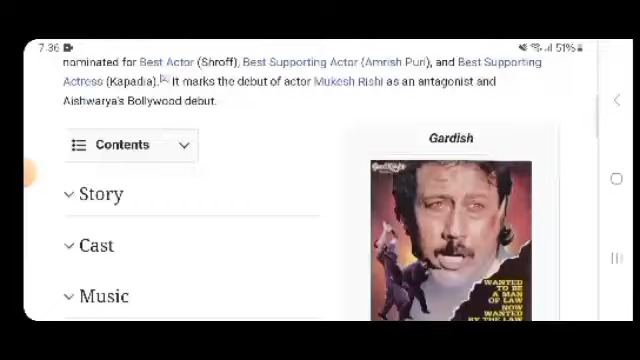 7.36
51%
nominated for Best Actor (Shroff), Best Supporting Actor (Amrish Puri), and Best Supporting
Actress (Kapadia).[2] It marks the debut of actor Mukesh Rishi as an antagonist and
Aishwarya's Bollywood debut.
Contents
Gardish
Story
Cast
Music
WANTED
TO BE
A MAN
OF LAW
NOW
WANTED
BY THE LAW